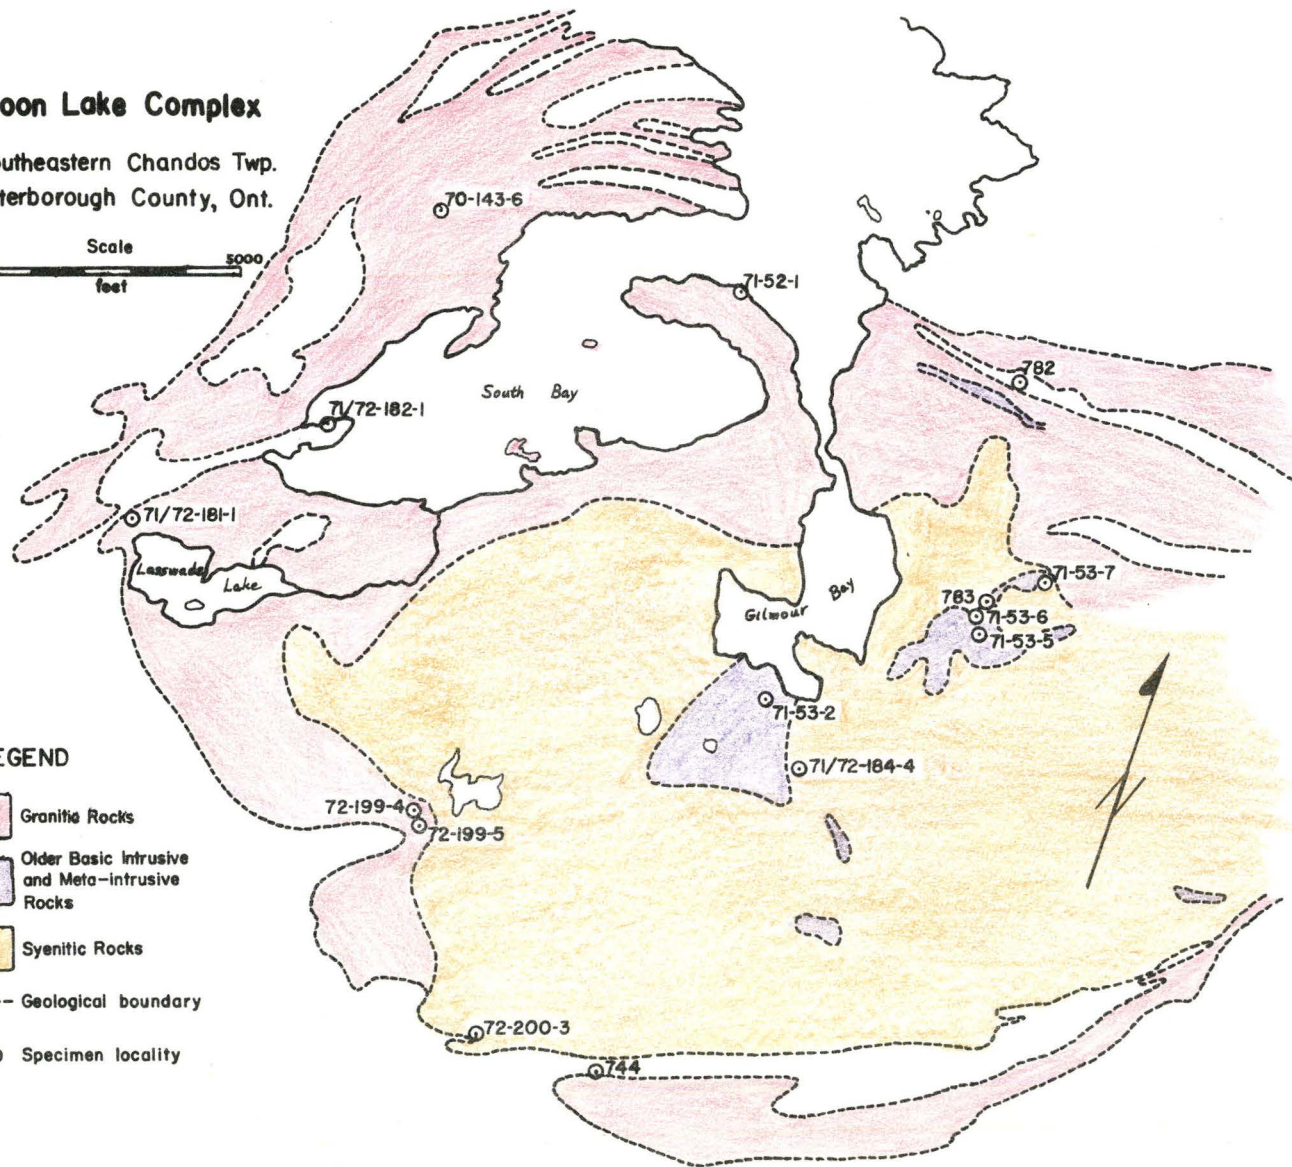 oon Lake Complex
utheastern Chandos Twp.
terborough County, Ont.
Scale
5000
feet
70-143-6
71-52-1
782
South Bay
71/72-182-1
71/72-181-1
Lasswade
Lake
71-53-7
783
71-53-6
71-53-5
Gilmour
Bay
71-53-2
71/72-184-4
72-199-4
72-199-5
EGEND
Granitic Rocks
Older Basic Intrusive
and Meta-intrusive
Rocks
Syenitic Rocks
Geological boundary
Specimen locality
72-200-3
744
N